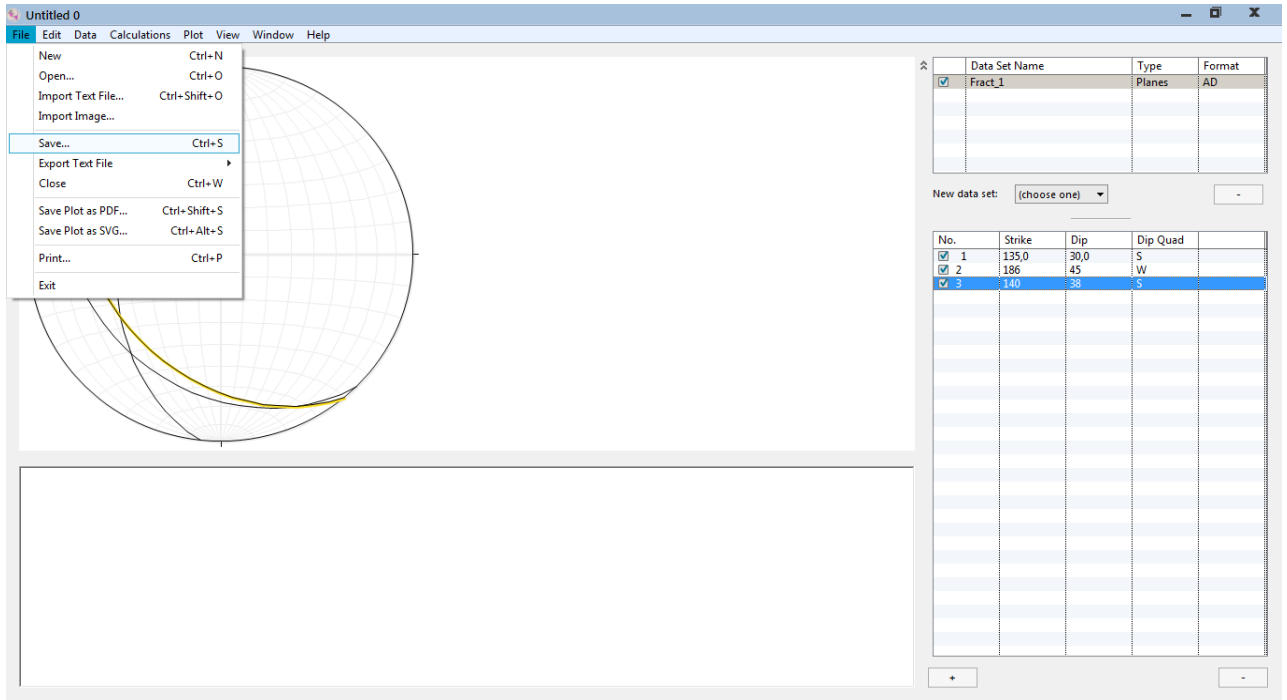 Untitled 0
File Edit Data Calculations Plot View Window Help
New Ctrl+N
Open... Ctrl+O
Import Text File... Ctrl+Shift+O
Import Image...
Save... Ctrl+S
Export Text File
Close Ctrl+W
Save Plot as PDF... Ctrl+Shift+S
Save Plot as SVG... Ctrl+Alt+S
Print... Ctrl+P
Exit
Data Set Name Type Format
Fract_1 Planes AD
New data set: (choose one) -
No. Strike Dip Dip Quad
1 135,0 30,0 S
2 186 45 W
3 140 38 S
+ -